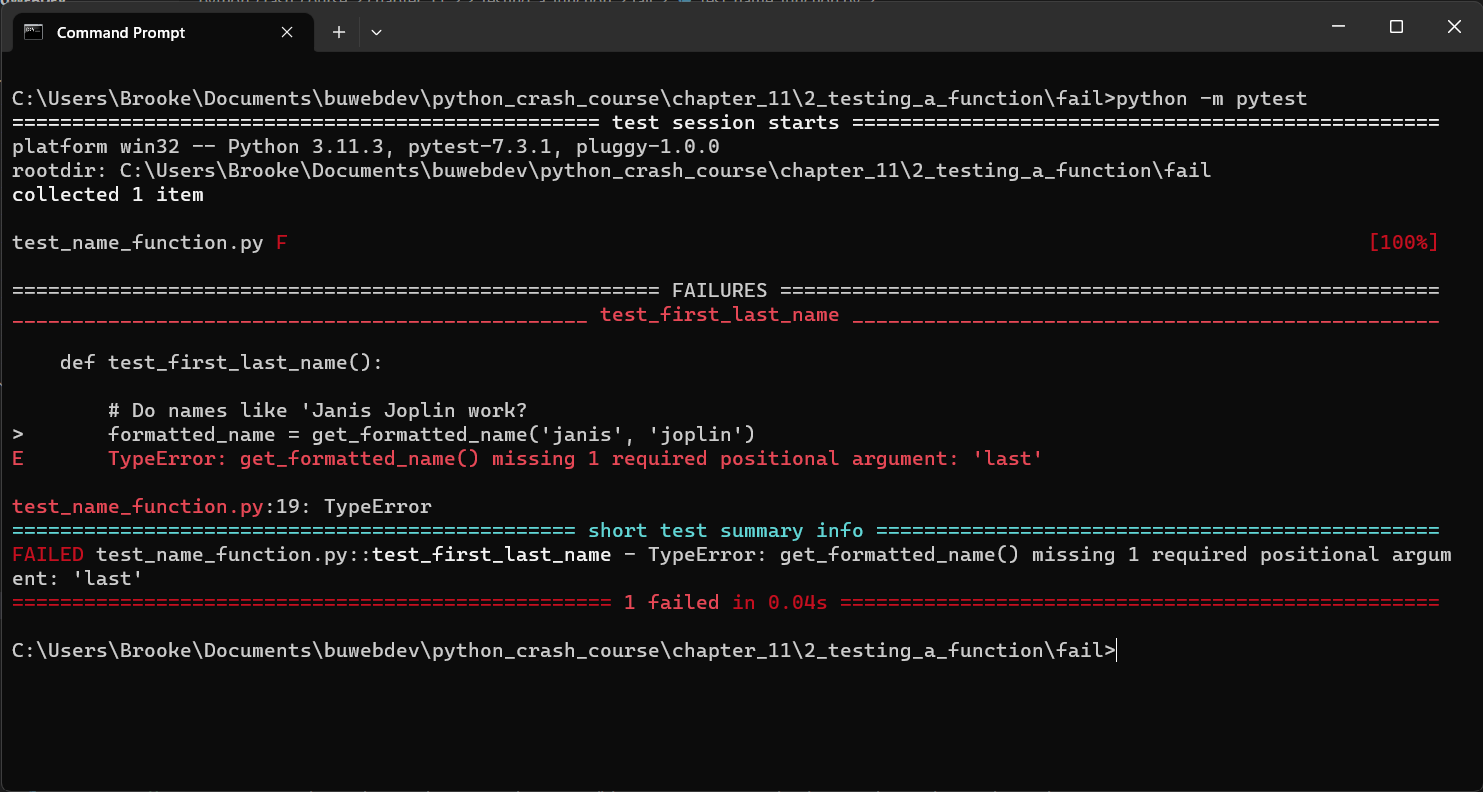 Command Prompt
C:\Users\Brooke\Documents\buwebdev\python_crash_course\chapter_11\2_testing_a_function\fail>python -m pytest
================================================= test session starts =================================================
platform win32 -- Python 3.11.3, pytest-7.3.1, pluggy-1.0.0
rootdir: C:\Users\Brooke\Documents\buwebdev\python_crash_course\chapter_11\2_testing_a_function\fail
collected 1 item
test_name_function.py F [100%]
====================================================== FAILURES =======================================================
________________________________________________ test_first_last_name _________________________________________________
    def test_first_last_name():
        # Do names like 'Janis Joplin work?
>       formatted_name = get_formatted_name('janis', 'joplin')
E       TypeError: get_formatted_name() missing 1 required positional argument: 'last'
test_name_function.py:19: TypeError
=============================================== short test summary info ===============================================
FAILED test_name_function.py::test_first_last_name - TypeError: get_formatted_name() missing 1 required positional argum
ent: 'last'
================================================== 1 failed in 0.04s ==================================================
C:\Users\Brooke\Documents\buwebdev\python_crash_course\chapter_11\2_testing_a_function\fail>